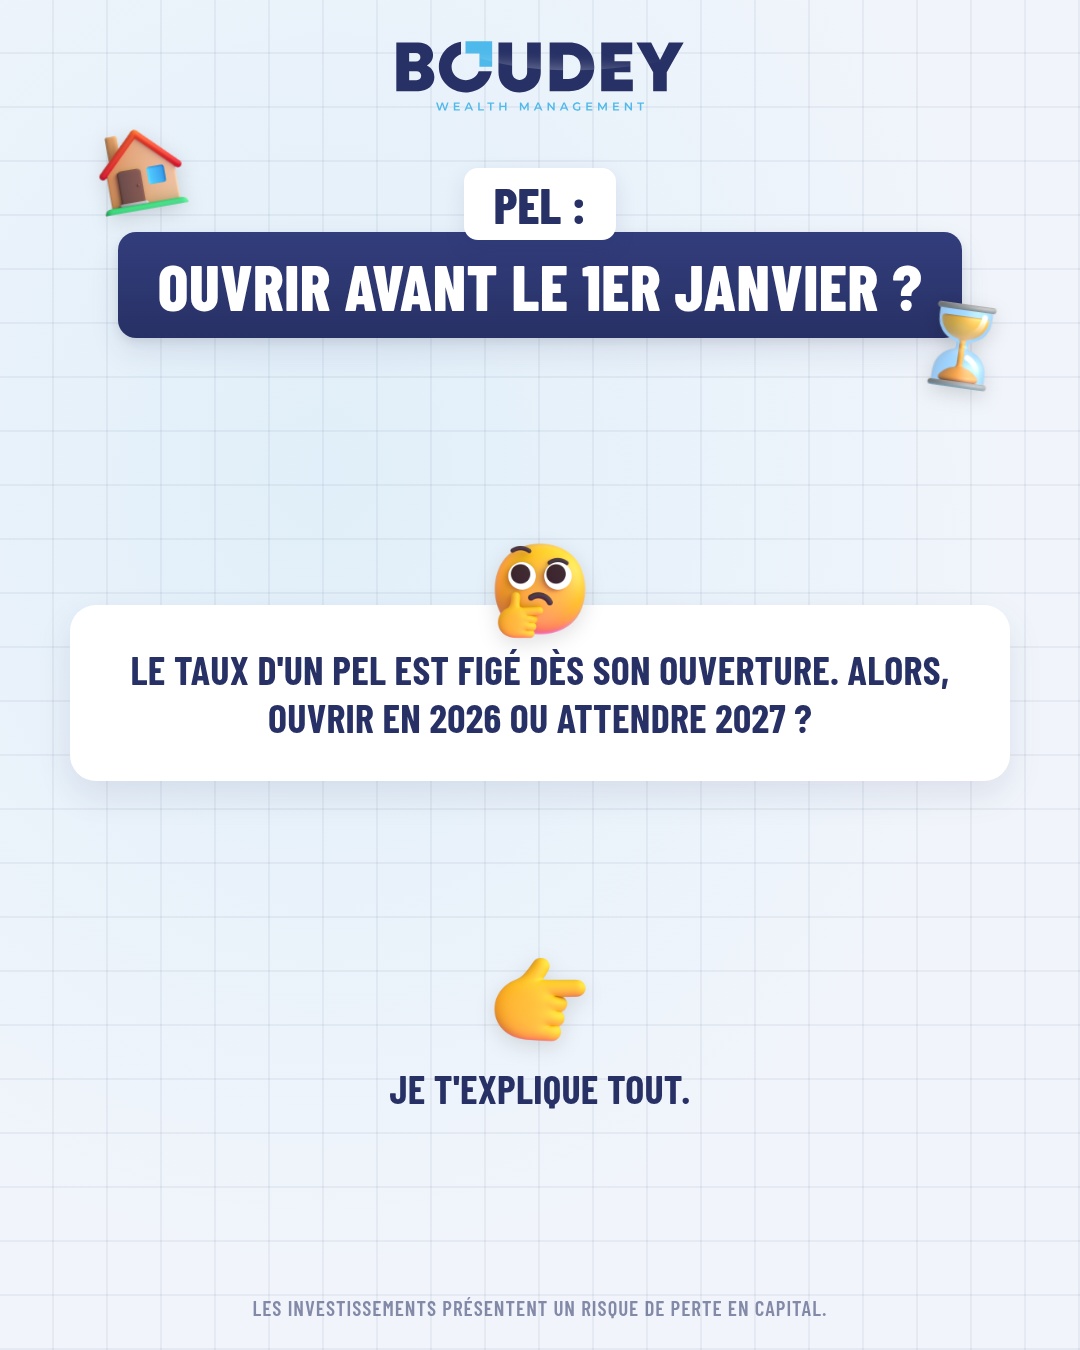 BOUDEY
WEALTH MANAGEMENT
PEL :
OUVRIR AVANT LE 1ER JANVIER ?
LE TAUX D'UN PEL EST FIGÉ DÈS SON OUVERTURE. ALORS,
OUVRIR EN 2026 OU ATTENDRE 2027 ?
JE T'EXPLIQUE TOUT.
LES INVESTISSEMENTS PRÉSENTENT UN RISQUE DE PERTE EN CAPITAL.